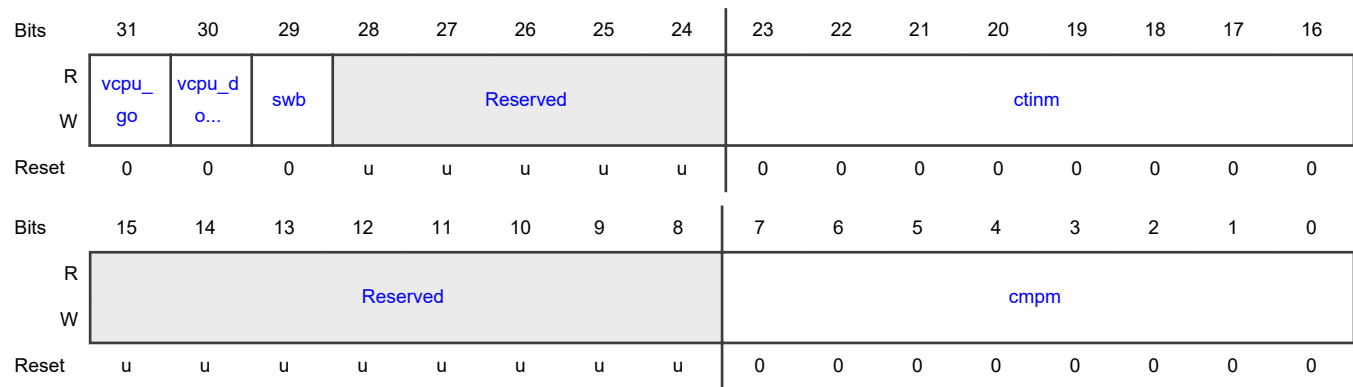 Bits 31 30 29 28 27 26 25 24 23 22 21 20 19 18 17 16
R
vcpu_ vcpu_d
swb Reserved ctinm
go o...
W
Reset 0 0 0 u u u u u 0 0 0 0 0 0 0 0
Bits 15 14 13 12 11 10 9 8 7 6 5 4 3 2 1 0
R
Reserved cmpm
W
Reset u u u u u u u u 0 0 0 0 0 0 0 0